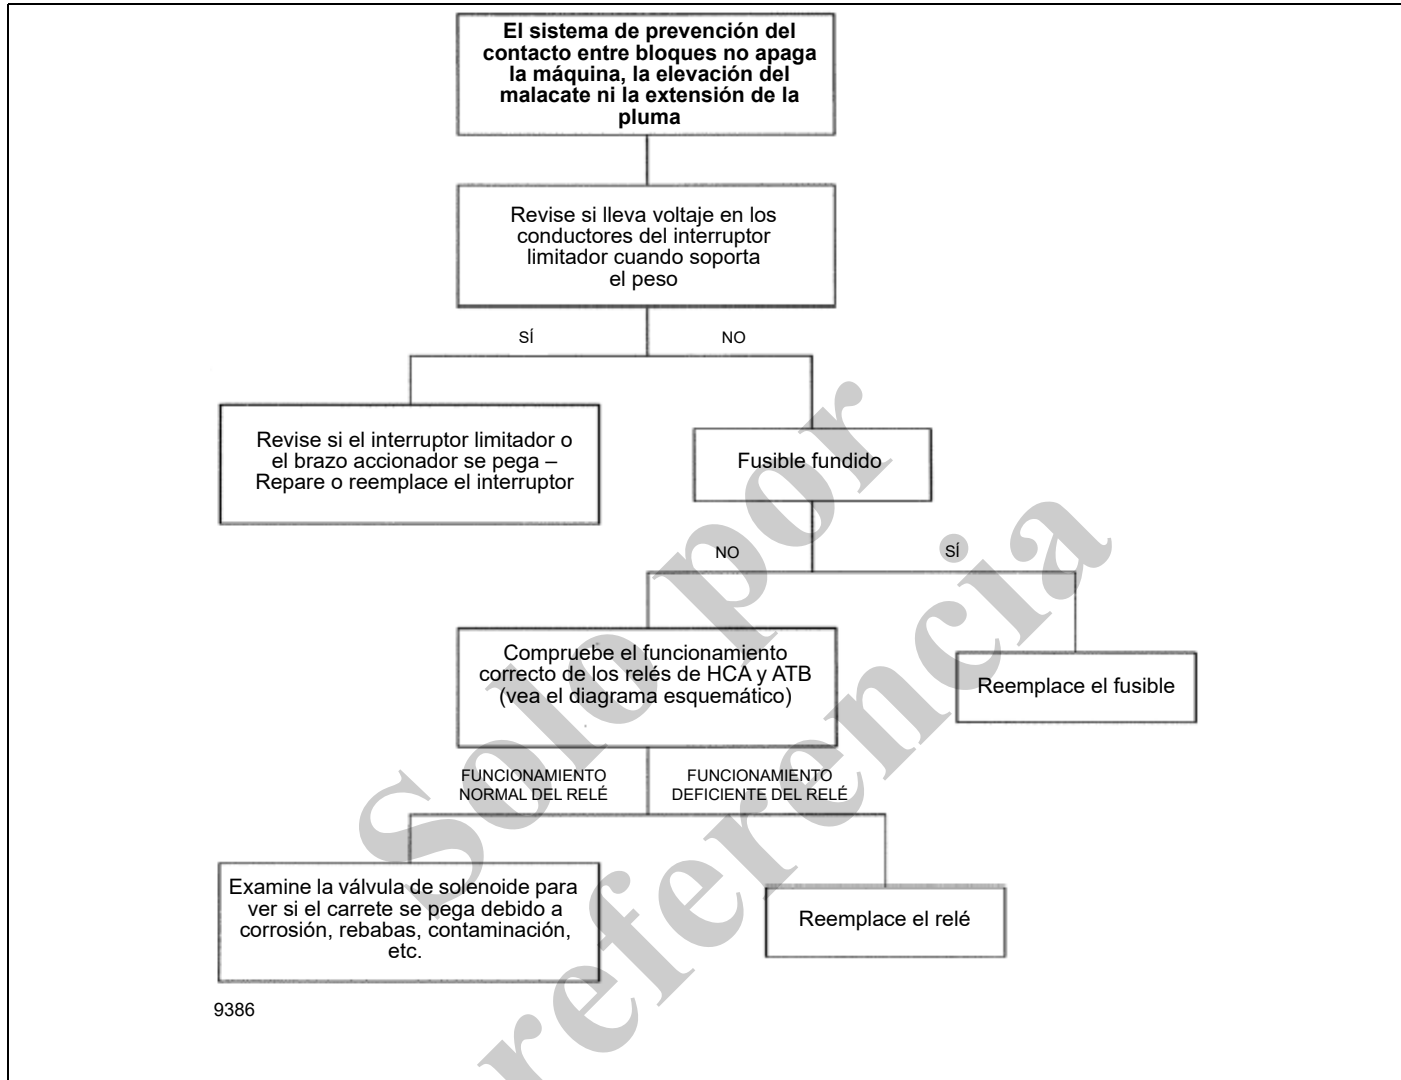 El sistema de prevención del
contacto entre bloques no apaga
la máquina, la elevación del
malacate ni la extensión de la
pluma
Revise si lleva voltaje en los
conductores del interruptor
limitador cuando soporta
el peso
SÍ
NO
Revise si el interruptor limitador o
el brazo accionador se pega –
Repare o reemplace el interruptor
Fusible fundido
NO
SÍ
Compruebe el funcionamiento
correcto de los relés de HCA y ATB
(vea el diagrama esquemático)
Reemplace el fusible
FUNCIONAMIENTO
NORMAL DEL RELÉ
FUNCIONAMIENTO
DEFICIENTE DEL RELÉ
Examine la válvula de solenoide para
ver si el carrete se pega debido a
corrosión, rebabas, contaminación,
etc.
Reemplace el relé
9386
Solo por
referencia